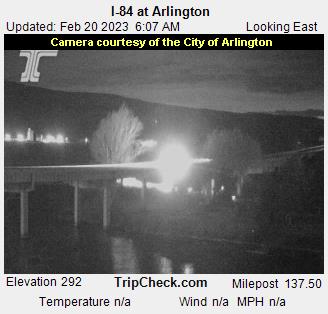 I-84 at Arlington
Updated: Feb 20 2023 6:07 AM Looking East
Camera courtesy of the City of Arlington
Elevation 292 TripCheck.com Milepost 137.50
Temperature n/a Wind n/a MPH n/a